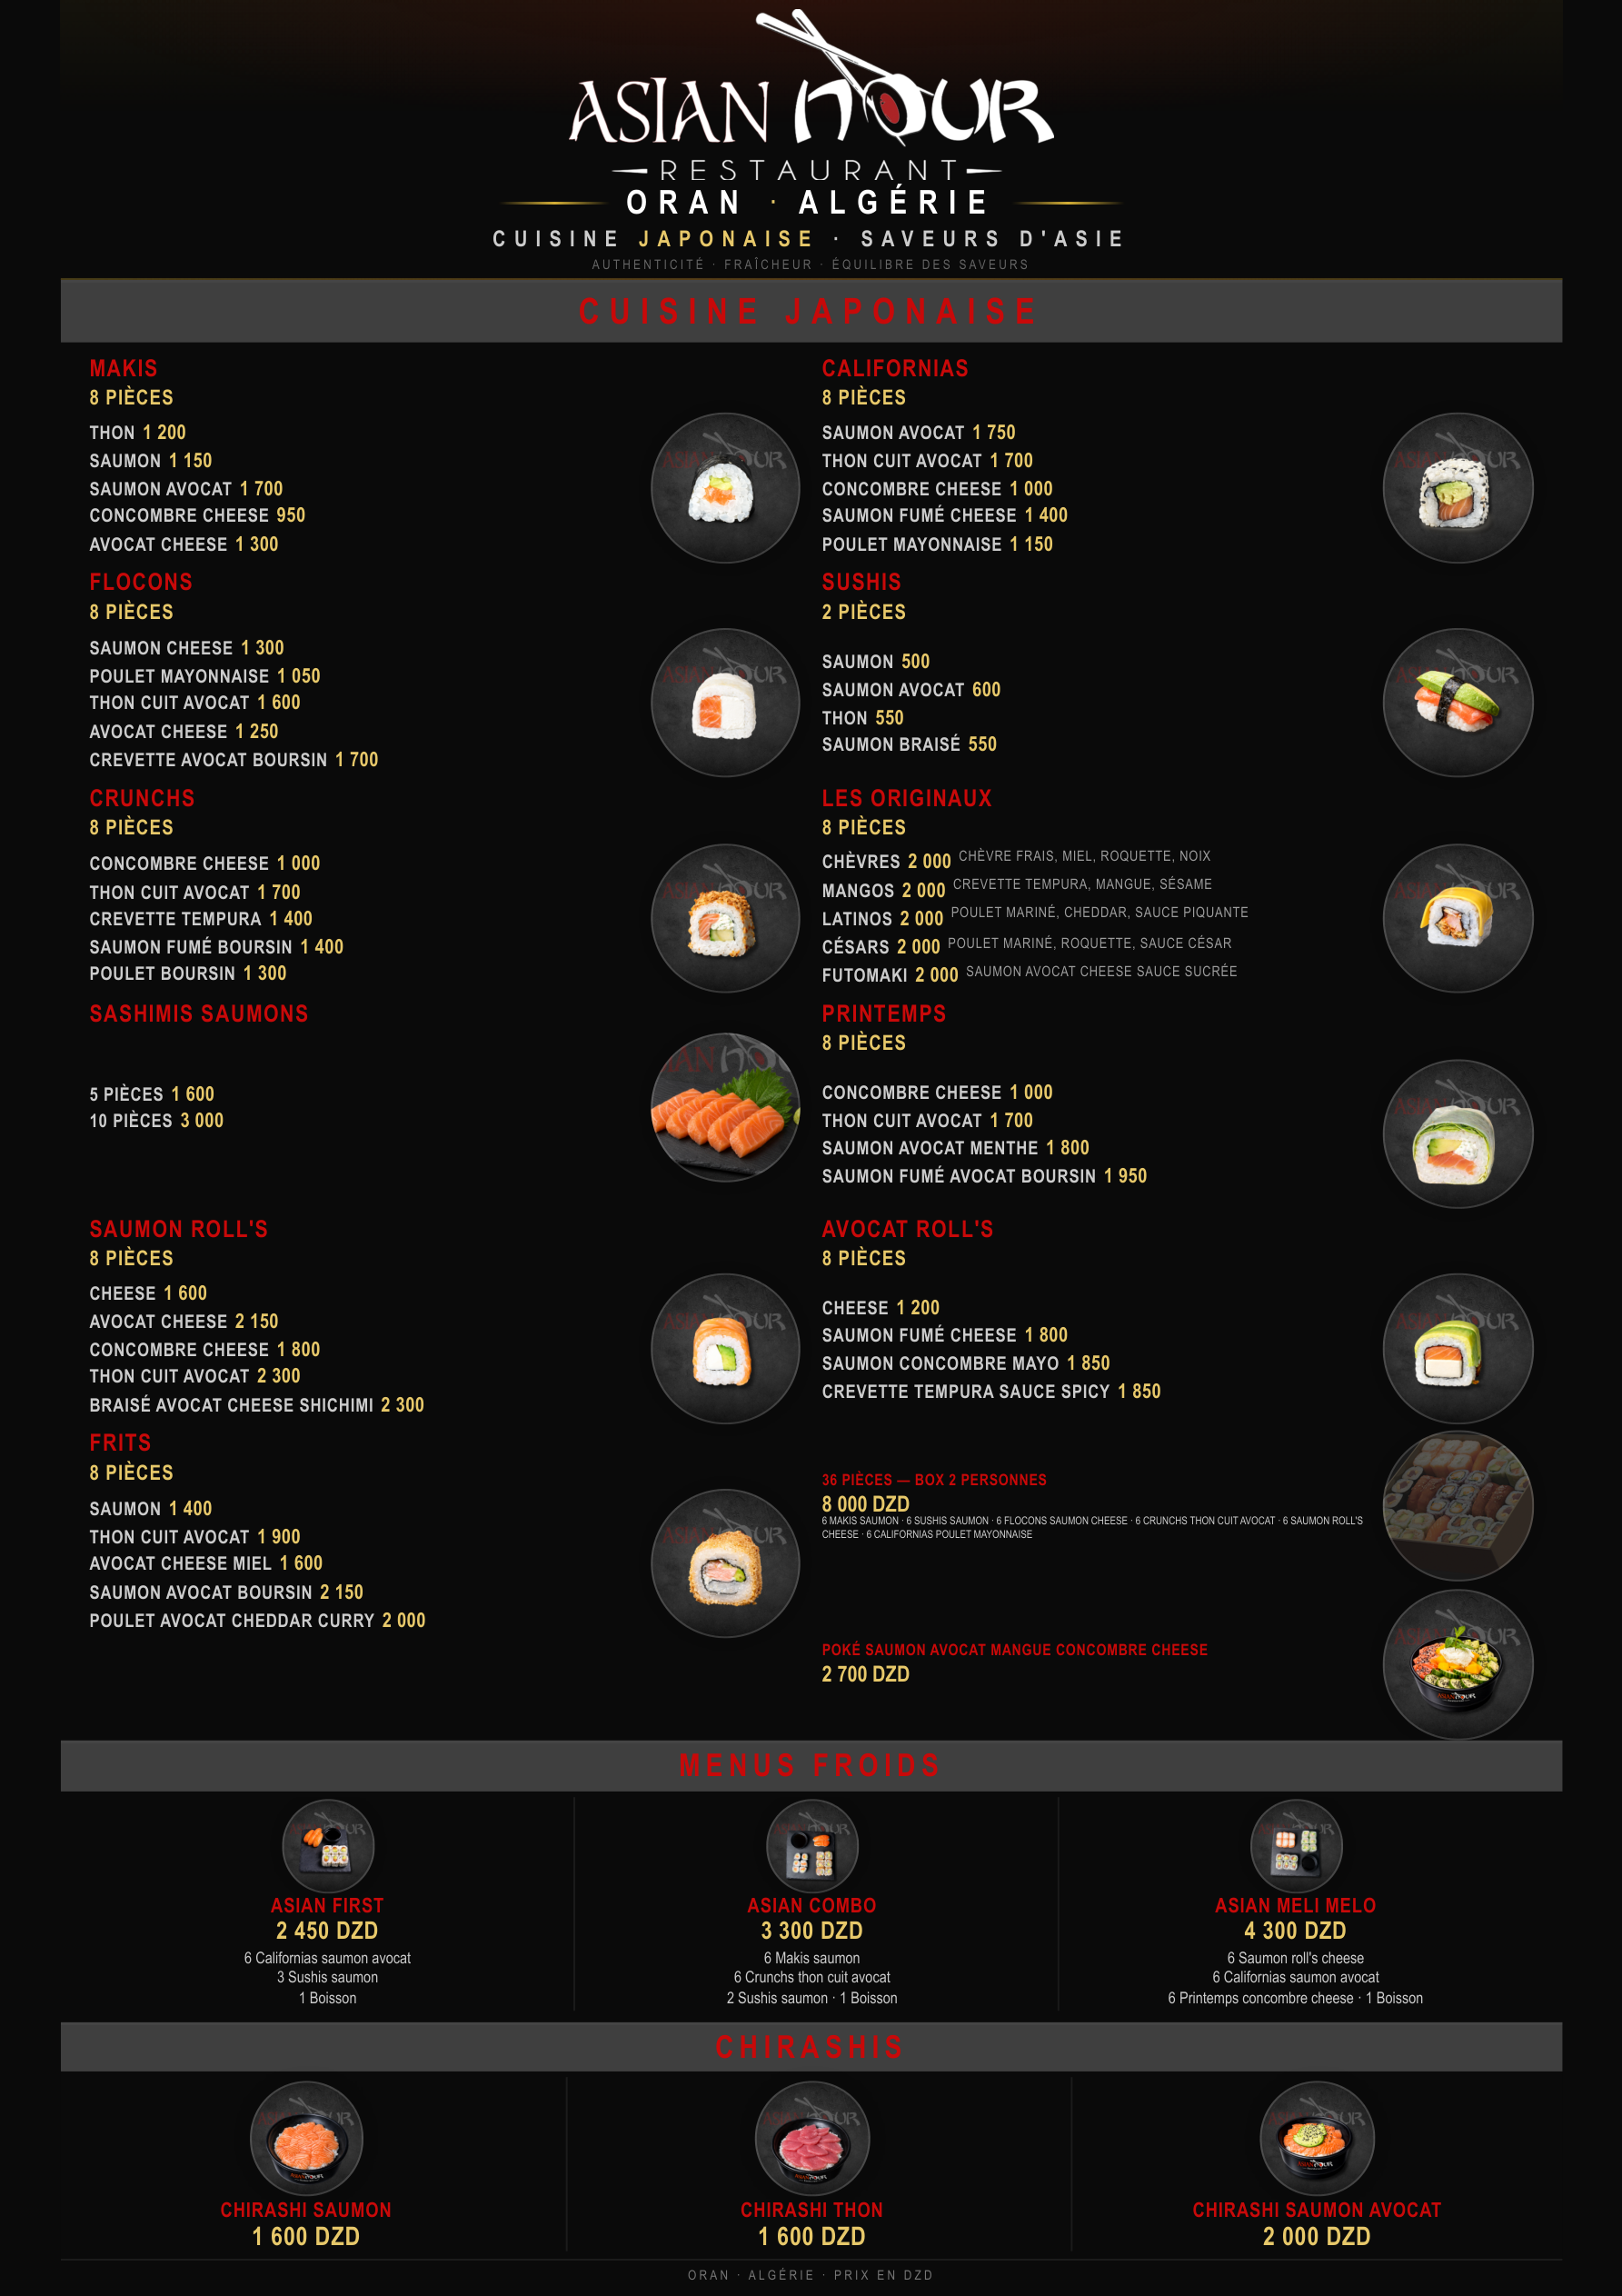 ASIAN NOUR
RESTAURANT
ORAN · ALGÉRIE
CUISINE JAPONAISE · SAVEURS D'ASIE
AUTHENTICITÉ · FRAÎCHEUR · ÉQUILIBRE DES SAVEURS
CUISINE JAPONAISE
MAKIS
8 PIÈCES
THON 1 200
SAUMON 1 150
SAUMON AVOCAT 1 700
CONCOMBRE CHEESE 950
AVOCAT CHEESE 1 300
CALIFORNIAS
8 PIÈCES
SAUMON AVOCAT 1 750
THON CUIT AVOCAT 1 700
CONCOMBRE CHEESE 1 000
SAUMON FUMÉ CHEESE 1 400
POULET MAYONNAISE 1 150
FLOCONS
8 PIÈCES
SAUMON CHEESE 1 300
POULET MAYONNAISE 1 050
THON CUIT AVOCAT 1 600
AVOCAT CHEESE 1 250
CREVETTE AVOCAT BOURSIN 1 700
SUSHIS
2 PIÈCES
SAUMON 500
SAUMON AVOCAT 600
THON 550
SAUMON BRAISÉ 550
CRUNCHS
8 PIÈCES
CONCOMBRE CHEESE 1 000
THON CUIT AVOCAT 1 700
CREVETTE TEMPURA 1 400
SAUMON FUMÉ BOURSIN 1 400
POULET BOURSIN 1 300
LES ORIGINAUX
8 PIÈCES
CHÈVRES 2 000 CHÈVRE FRAIS, MIEL, ROQUETTE, NOIX
MANGOS 2 000 CREVETTE TEMPURA, MANGUE, SÉSAME
LATINOS 2 000 POULET MARINÉ, CHEDDAR, SAUCE PIQUANTE
CÉSARS 2 000 POULET MARINÉ, ROQUETTE, SAUCE CÉSAR
FUTOMAKI 2 000 SAUMON AVOCAT CHEESE SAUCE SUCRÉE
SASHIMIS SAUMONS
5 PIÈCES 1 600
10 PIÈCES 3 000
PRINTEMPS
8 PIÈCES
CONCOMBRE CHEESE 1 000
THON CUIT AVOCAT 1 700
SAUMON AVOCAT MENTHE 1 800
SAUMON FUMÉ AVOCAT BOURSIN 1 950
SAUMON ROLL'S
8 PIÈCES
CHEESE 1 600
AVOCAT CHEESE 2 150
CONCOMBRE CHEESE 1 800
THON CUIT AVOCAT 2 300
BRAISÉ AVOCAT CHEESE SHICHIMI 2 300
AVOCAT ROLL'S
8 PIÈCES
CHEESE 1 200
SAUMON FUMÉ CHEESE 1 800
SAUMON CONCOMBRE MAYO 1 850
CREVETTE TEMPURA SAUCE SPICY 1 850
FRITS
8 PIÈCES
SAUMON 1 400
THON CUIT AVOCAT 1 900
AVOCAT CHEESE MIEL 1 600
SAUMON AVOCAT BOURSIN 2 150
POULET AVOCAT CHEDDAR CURRY 2 000
36 PIÈCES — BOX 2 PERSONNES
8 000 DZD
6 MAKIS SAUMON · 6 SUSHIS SAUMON · 6 FLOCONS SAUMON CHEESE · 6 CRUNCHS THON CUIT AVOCAT · 6 SAUMON ROLL'S
CHEESE · 6 CALIFORNIAS POULET MAYONNAISE
POKÉ SAUMON AVOCAT MANGUE CONCOMBRE CHEESE
2 700 DZD
MENUS FROIDS
ASIAN FIRST
2 450 DZD
6 Californias saumon avocat
3 Sushis saumon
1 Boisson
ASIAN COMBO
3 300 DZD
6 Makis saumon
6 Crunchs thon cuit avocat
2 Sushis saumon · 1 Boisson
ASIAN MELI MELO
4 300 DZD
6 Saumon roll's cheese
6 Californias saumon avocat
6 Printemps concombre cheese · 1 Boisson
CHIRASHIS
CHIRASHI SAUMON
1 600 DZD
CHIRASHI THON
1 600 DZD
CHIRASHI SAUMON AVOCAT
2 000 DZD
ORAN · ALGÉRIE · PRIX EN DZD